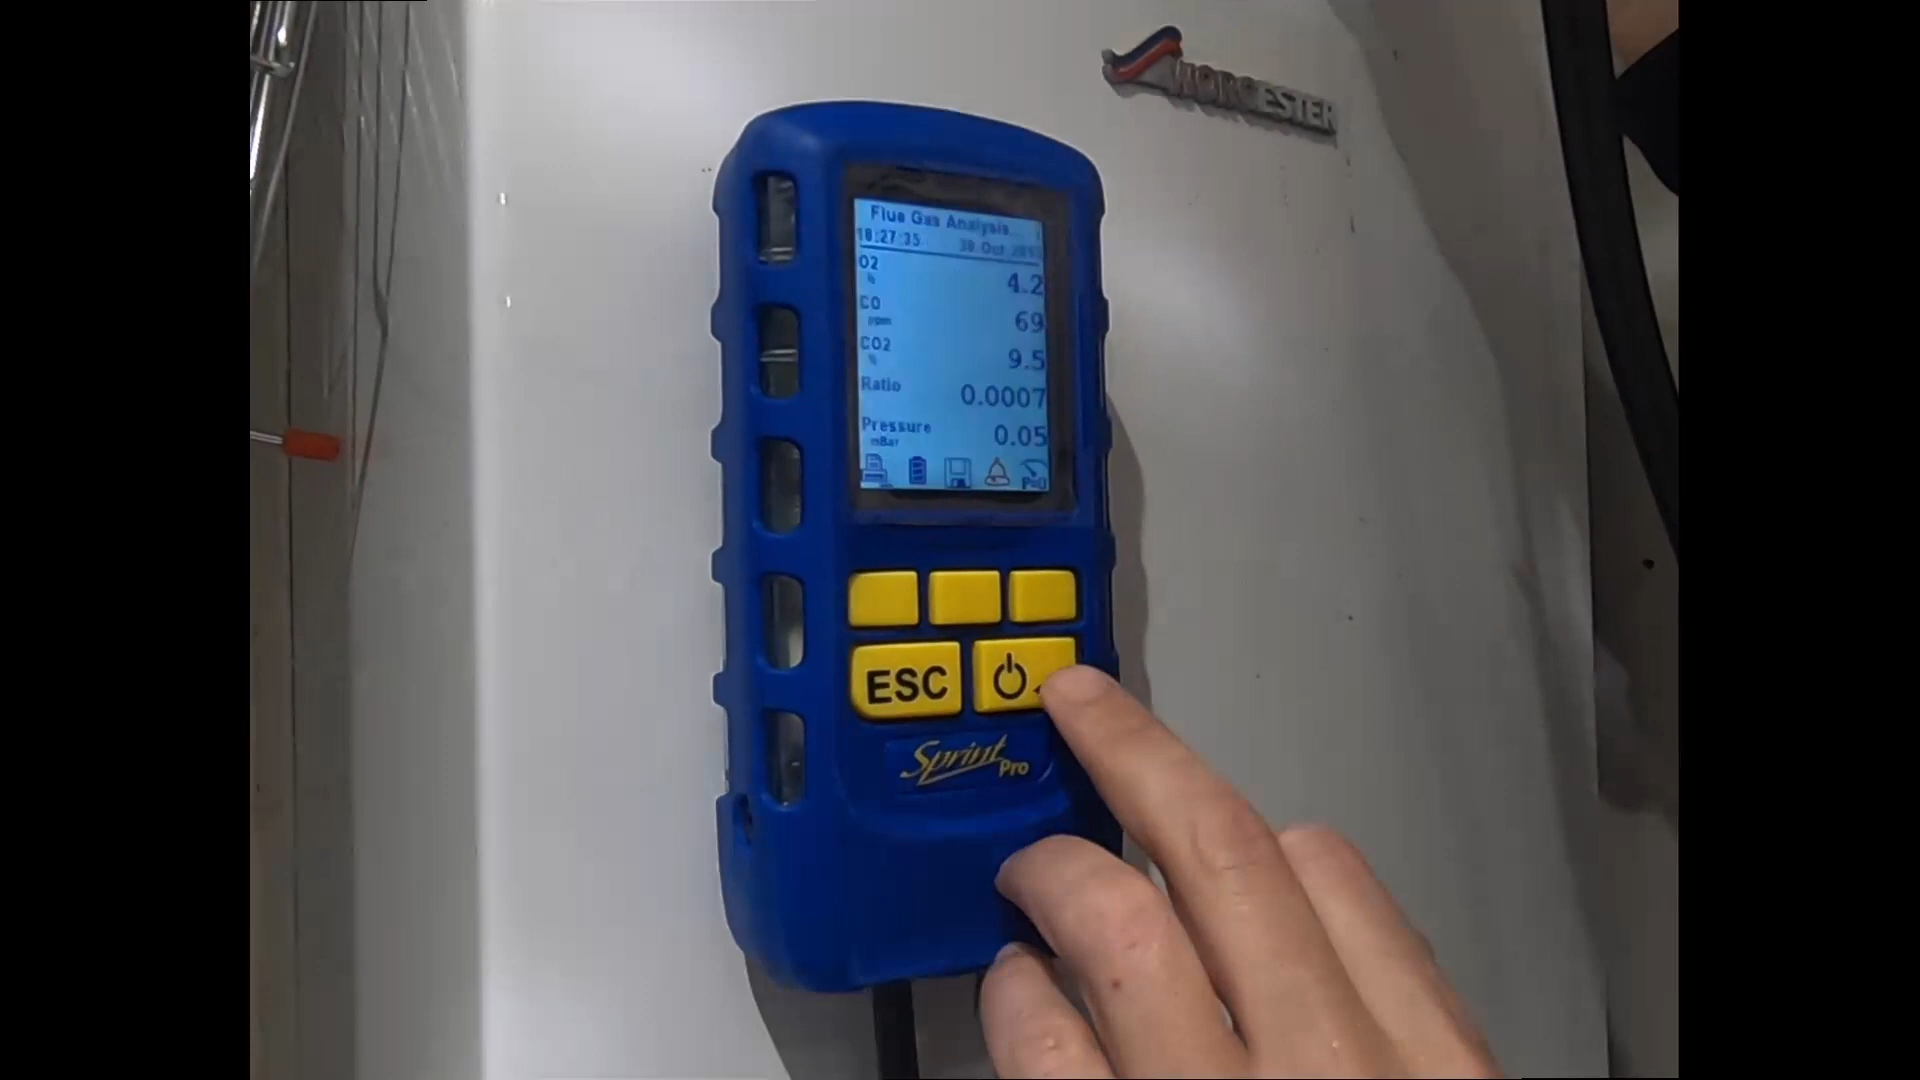 WORCESTER
Flue Gas Analysis
18:27:35 30 Oct
O2 4.2
%
CO 69
ppm
CO2 9.5
%
Ratio 0.0007
Pressure 0.05
mBar
P=0
ESC
Sprint
Pro